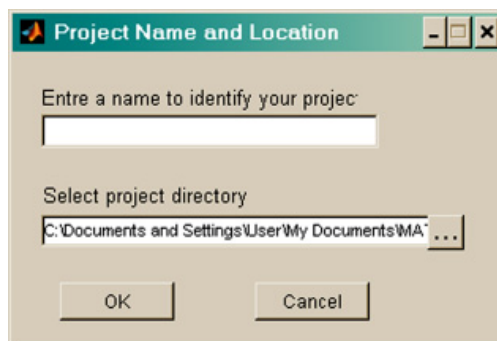 Project Name and Location
Entre a name to identify your projec
Select project directory
C:\Documents and Settings\User\My Documents\MAT
...
OK
Cancel